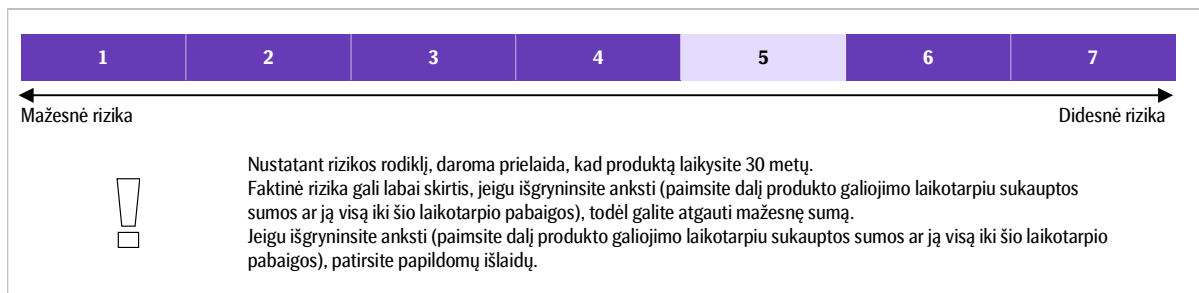 1 2 3 4 5 6 7
Mažesnė rizika Didesnė rizika
Nustatant rizikos rodiklį, daroma prielaida, kad produktą laikysite 30 metų.
Faktinė rizika gali labai skirtis, jeigu išgryninsite anksti (paimsite dalį produkto galiojimo laikotarpiu sukauptos
sumos ar ją visą iki šio laikotarpio pabaigos), todėl galite atgauti mažesnę sumą.
Jeigu išgryninsite anksti (paimsite dalį produkto galiojimo laikotarpiu sukauptos sumos ar ją visą iki šio laikotarpio
pabaigos), patirsite papildomų išlaidų.